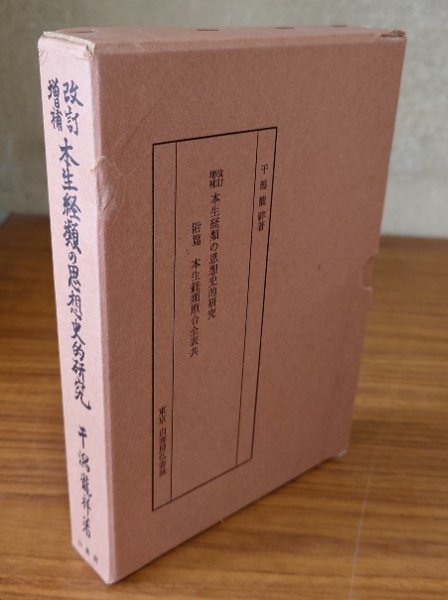 改訂
増補
本生経類の思想史的研究
干潟龍祥著
山喜房
干潟龍祥著
改訂
増補
本生経類の思想史的研究
附篇 本生経類照合全表共
東京 山喜房仏書林